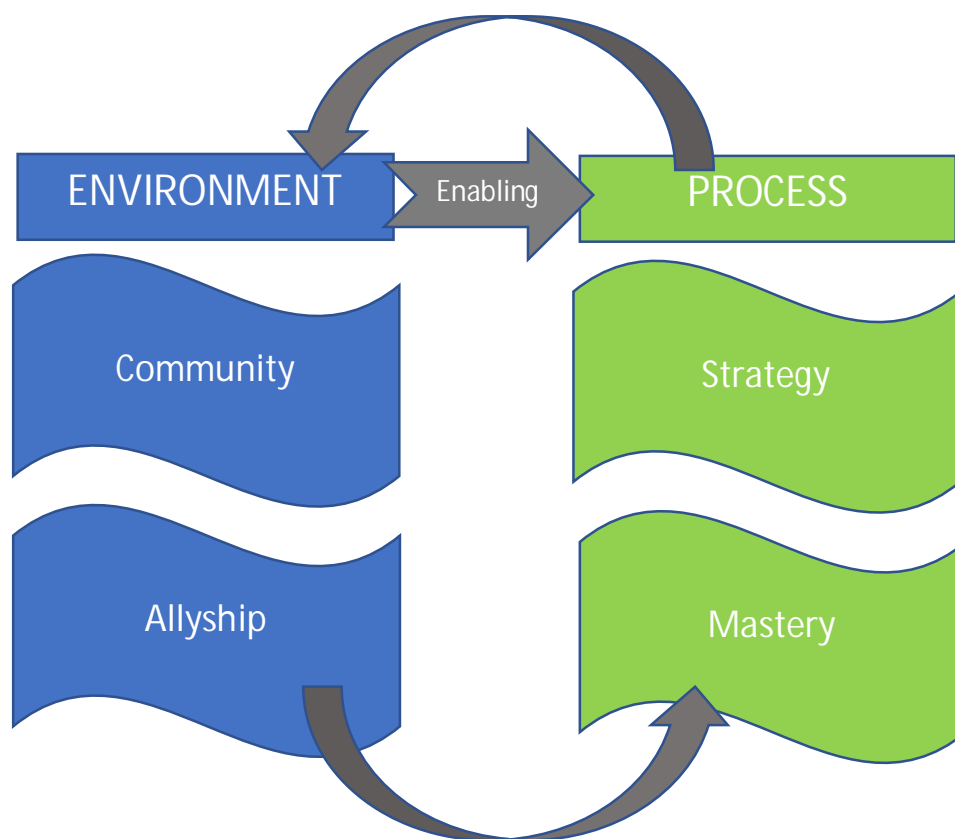 ENVIRONMENT
Enabling
PROCESS
Community
Strategy
Allyship
Mastery